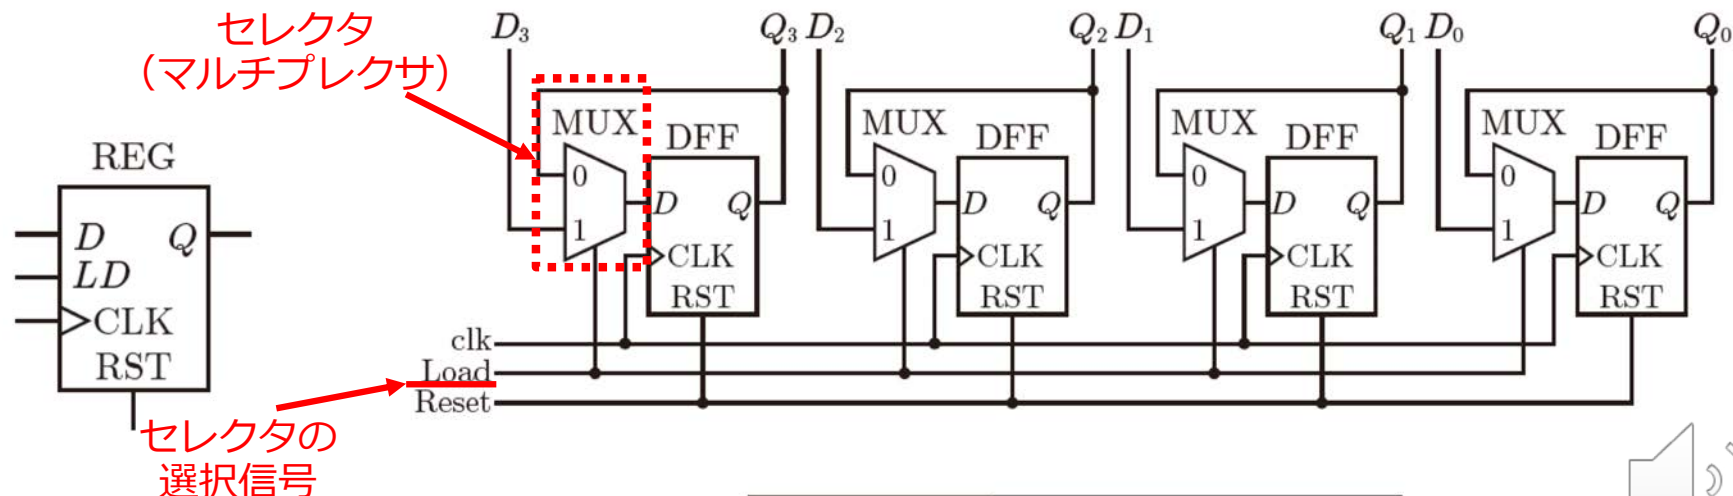 セレクタ
（マルチプレクサ）
D3 Q3 D2 Q2 D1 Q1 D0 Q0
MUX DFF MUX DFF MUX DFF MUX DFF
0 0 0 0
D Q D Q D Q D Q
1 1 1 1
CLK CLK CLK CLK
RST RST RST RST
REG
D Q
LD
CLK
RST
clk
Load
Reset
セレクタの
選択信号